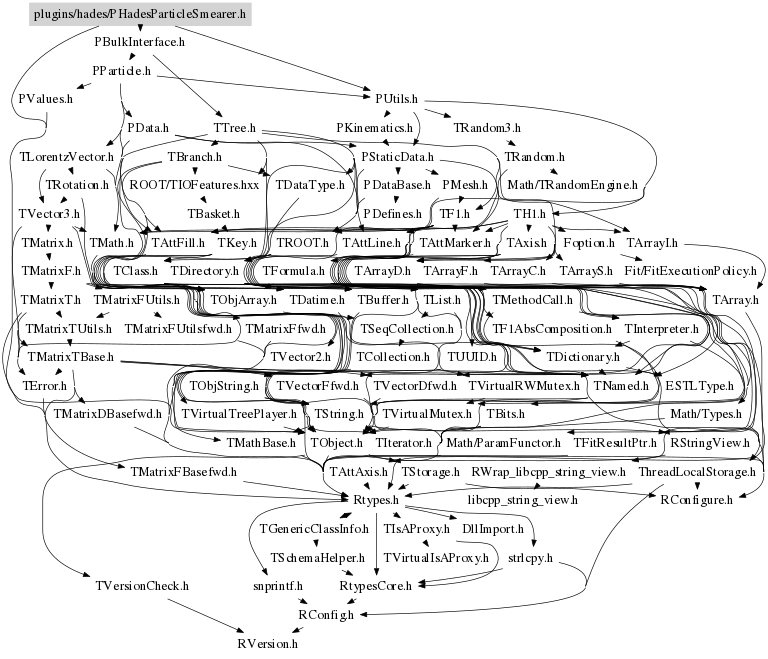 plugins/hades/PHadesParticleSmearer.h
PBulkInterface.h
PParticle.h
PValues.h PUtils.h
PData.h TTree.h PKinematics.h TRandom3.h
TLorentzVector.h TBranch.h PStaticData.h TRandom.h
TRotation.h ROOT/TIOFeatures.hxx TDataType.h PDataBase.h PMesh.h Math/TRandomEngine.h
TVector3.h TBasket.h PDefines.h TF1.h TH1.h
TMatrix.h TMath.h TAttFill.h TKey.h TROOT.h TAttLine.h TAttMarker.h TAxis.h Foption.h TArrayI.h
TMatrixF.h TClass.h TDirectory.h TFormula.h TArrayD.h TArrayF.h TArrayC.h TArrayS.h Fit/FitExecutionPolicy.h
TMatrixT.h TMatrixFUtils.h TObjArray.h TDatime.h TBuffer.h TList.h TMethodCall.h TArray.h
TMatrixTUtils.h TMatrixFUtilsfwd.h TMatrixFfwd.h TSeqCollection.h TF1AbsComposition.h TInterpreter.h
TMatrixTBase.h TVector2.h TCollection.h TUUID.h TDictionary.h
TError.h TObjString.h TVectorFfwd.h TVectorDfwd.h TVirtualRWMutex.h TNamed.h ESTLType.h
TMatrixDBasefwd.h TVirtualTreePlayer.h TString.h TVirtualMutex.h TBits.h Math/Types.h
TMathBase.h TObject.h TIterator.h Math/ParamFunctor.h TFitResultPtr.h RStringView.h
TMatrixFBasefwd.h TAttAxis.h TStorage.h RWrap_libcpp_string_view.h ThreadLocalStorage.h
Rtypes.h libcpp_string_view.h RConfigure.h
TGenericClassInfo.h TIsAProxy.h DllImport.h
TSchemaHelper.h TVirtualIsAProxy.h strlcpy.h
TVersionCheck.h snprintf.h RtypesCore.h
RConfig.h
RVersion.h